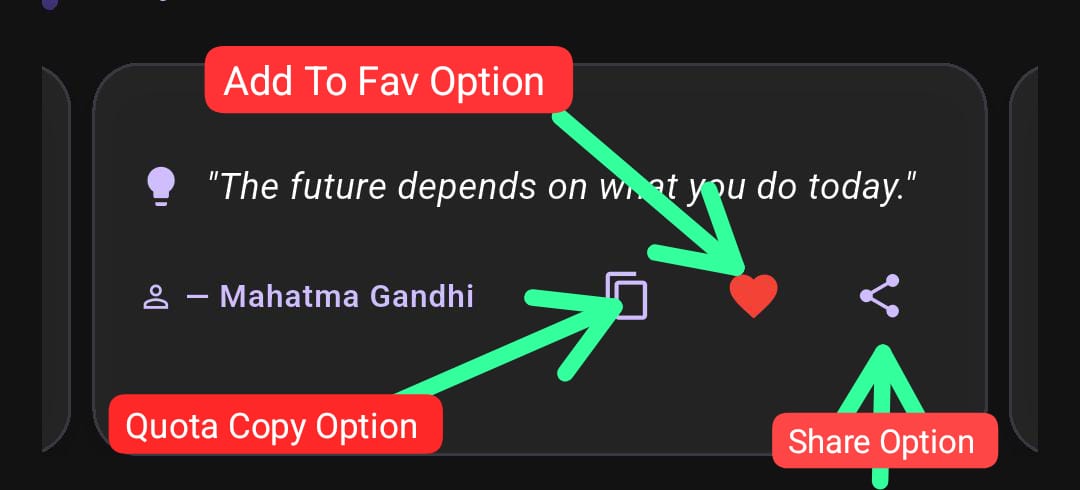 Add To Fav Option
"The future depends on what you do today."
— Mahatma Gandhi
Quota Copy Option
Share Option